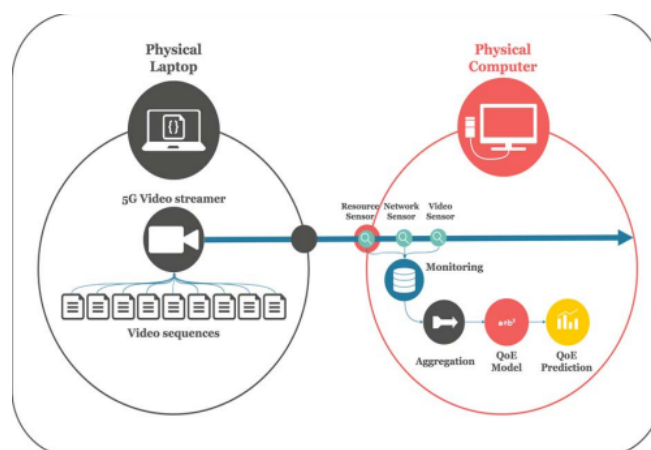 Physical
Laptop
Physical
Computer
{}
5G Video streamer
Resource
Sensor
Network
Sensor
Video
Sensor
Monitoring
Video sequences
a+b²
Aggregation
QoE
Model
QoE
Prediction